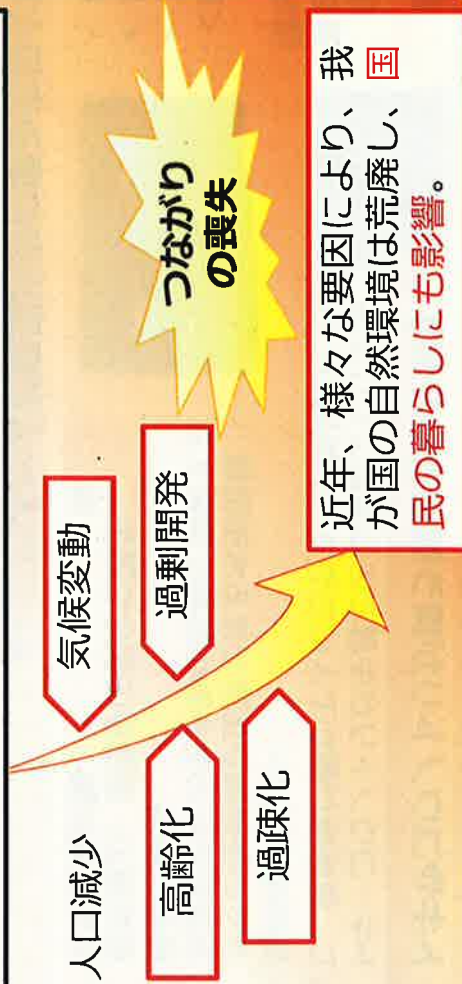 人口減少
気候変動
高齢化
過剰開発
過疎化
つながり
の喪失
近年、様々な要因により、我
が国の自然環境は荒廃し、国
民の暮らしにも影響。